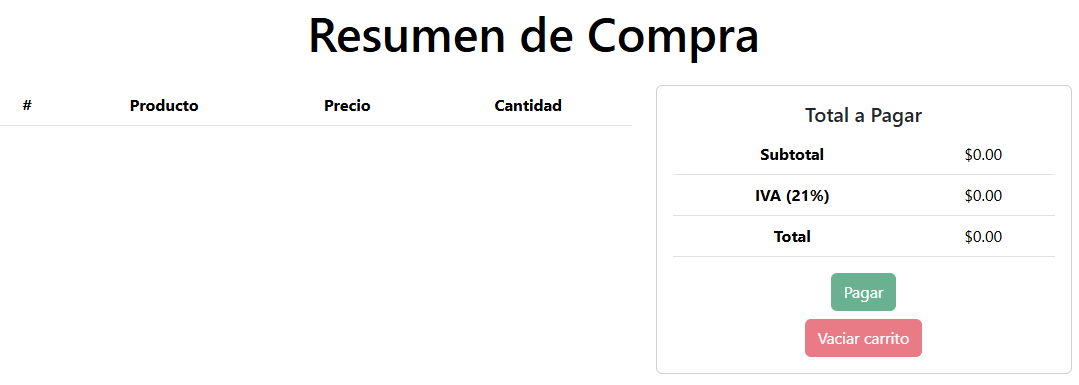 Resumen de Compra
# Producto Precio Cantidad
Total a Pagar
Subtotal $0.00
IVA (21%) $0.00
Total $0.00
Pagar
Vaciar carrito